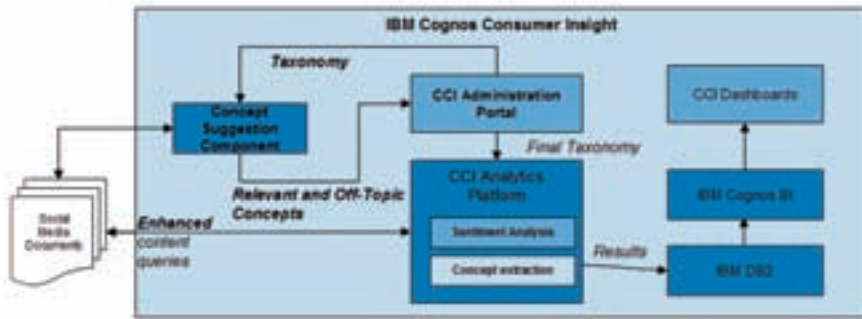 IBM Cognos Consumer Insight
Taxonomy
CCI Administration
Portal
CCI Dashboards
Concept
Suggestion
Component
Final Taxonomy
CCI Analytics
Platform
Relevant and Off-Topic
Concepts
IBM Cognos BI
Social
Media
Documents
Enhanced
content
queries
Sentiment Analysis
Results
Concept extraction
IBM DB2